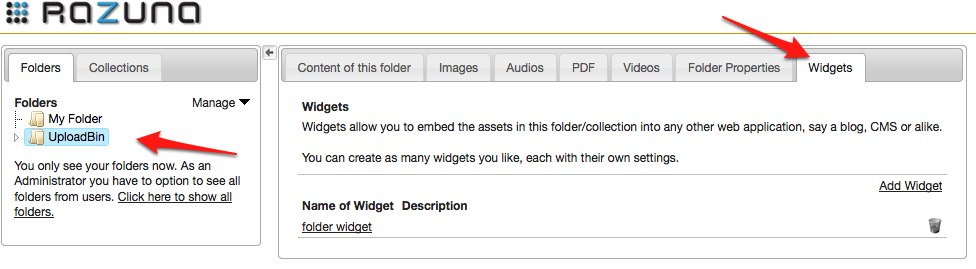 RAZUNA
Folders
Collections
Folders
Manage
My Folder
UploadBin
You only see your folders now. As an
Administrator you have to option to see all
folders from users. Click here to show all
folders.
Content of this folder
Images
Audios
PDF
Videos
Folder Properties
Widgets
Widgets
Widgets allow you to embed the assets in this folder/collection into any other web application, say a blog, CMS or alike.
You can create as many widgets you like, each with their own settings.
Add Widget
Name of Widget Description
folder widget